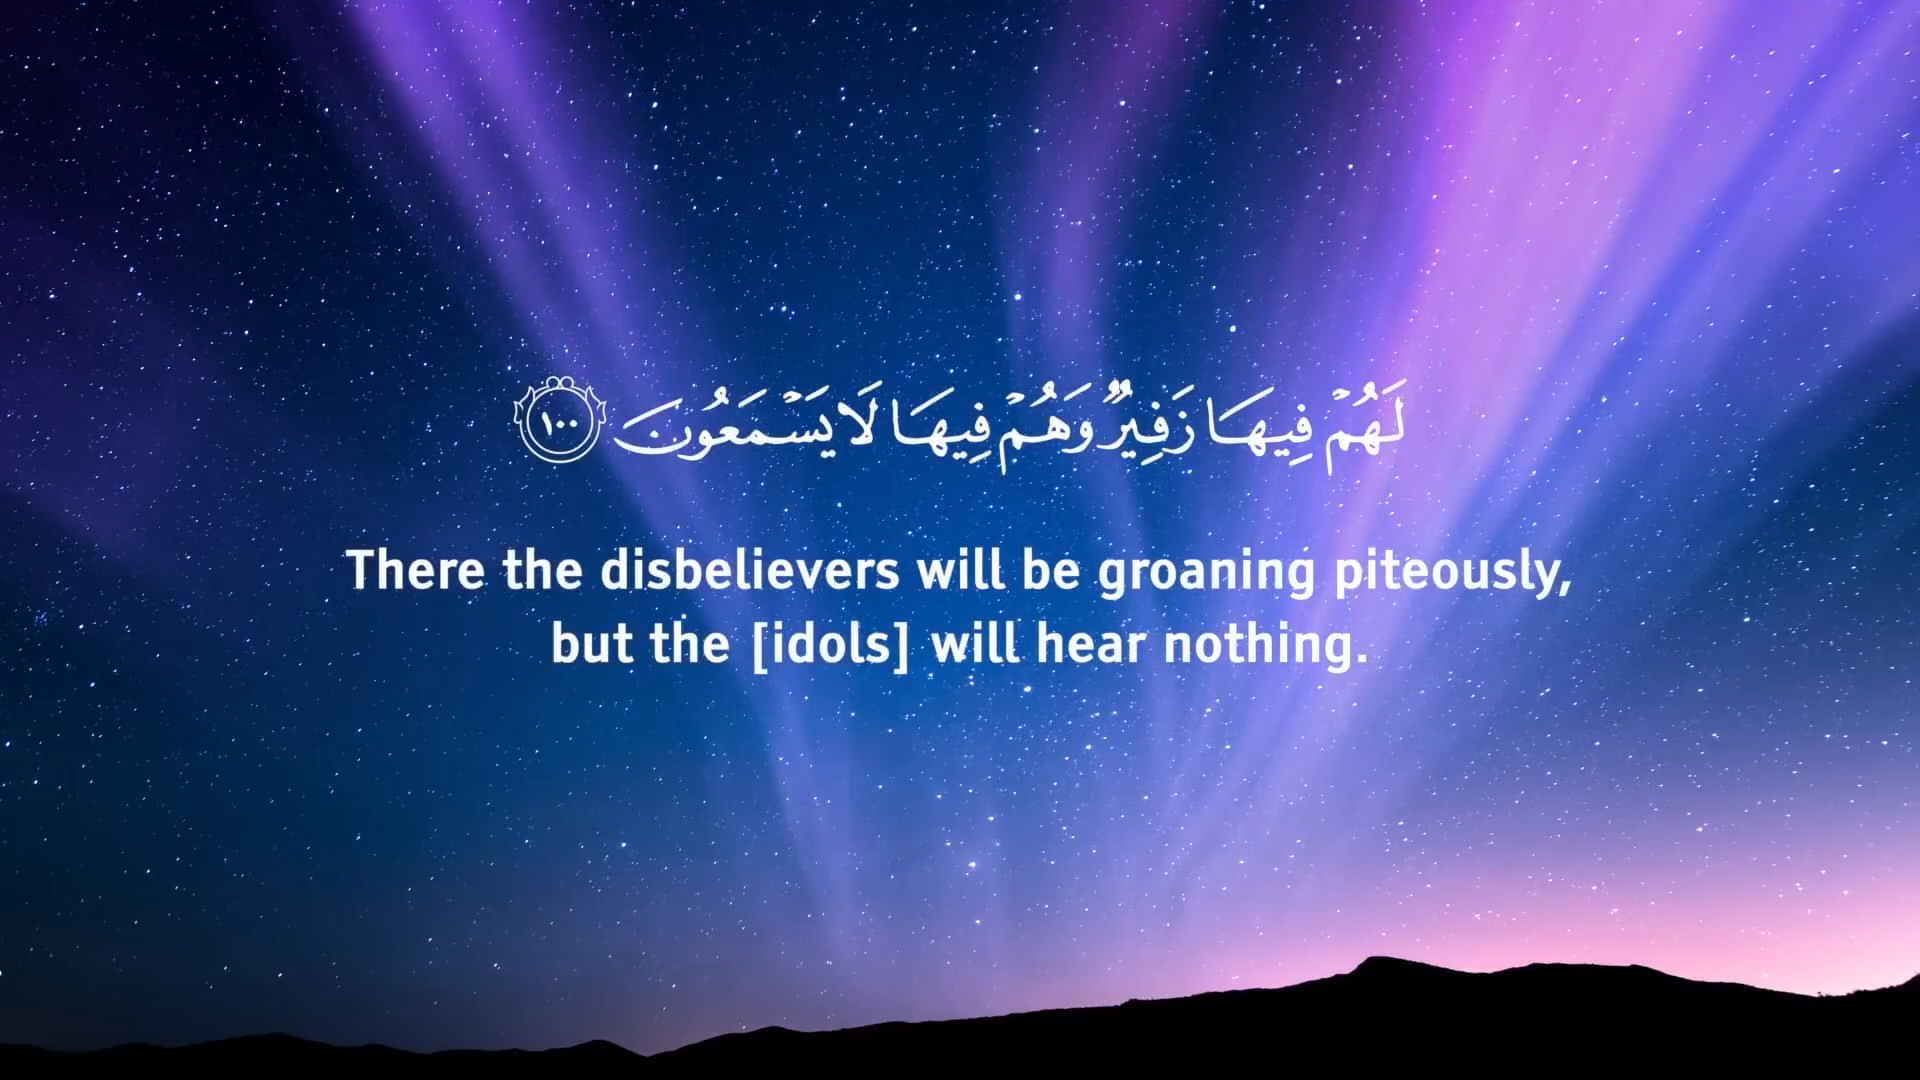 لَهُمْ فِيهَا زَفِيرٌ وَهُمْ فِيهَا لَا يَسْمَعُونَ ١٠٠
There the disbelievers will be groaning piteously,
but the [idols] will hear nothing.